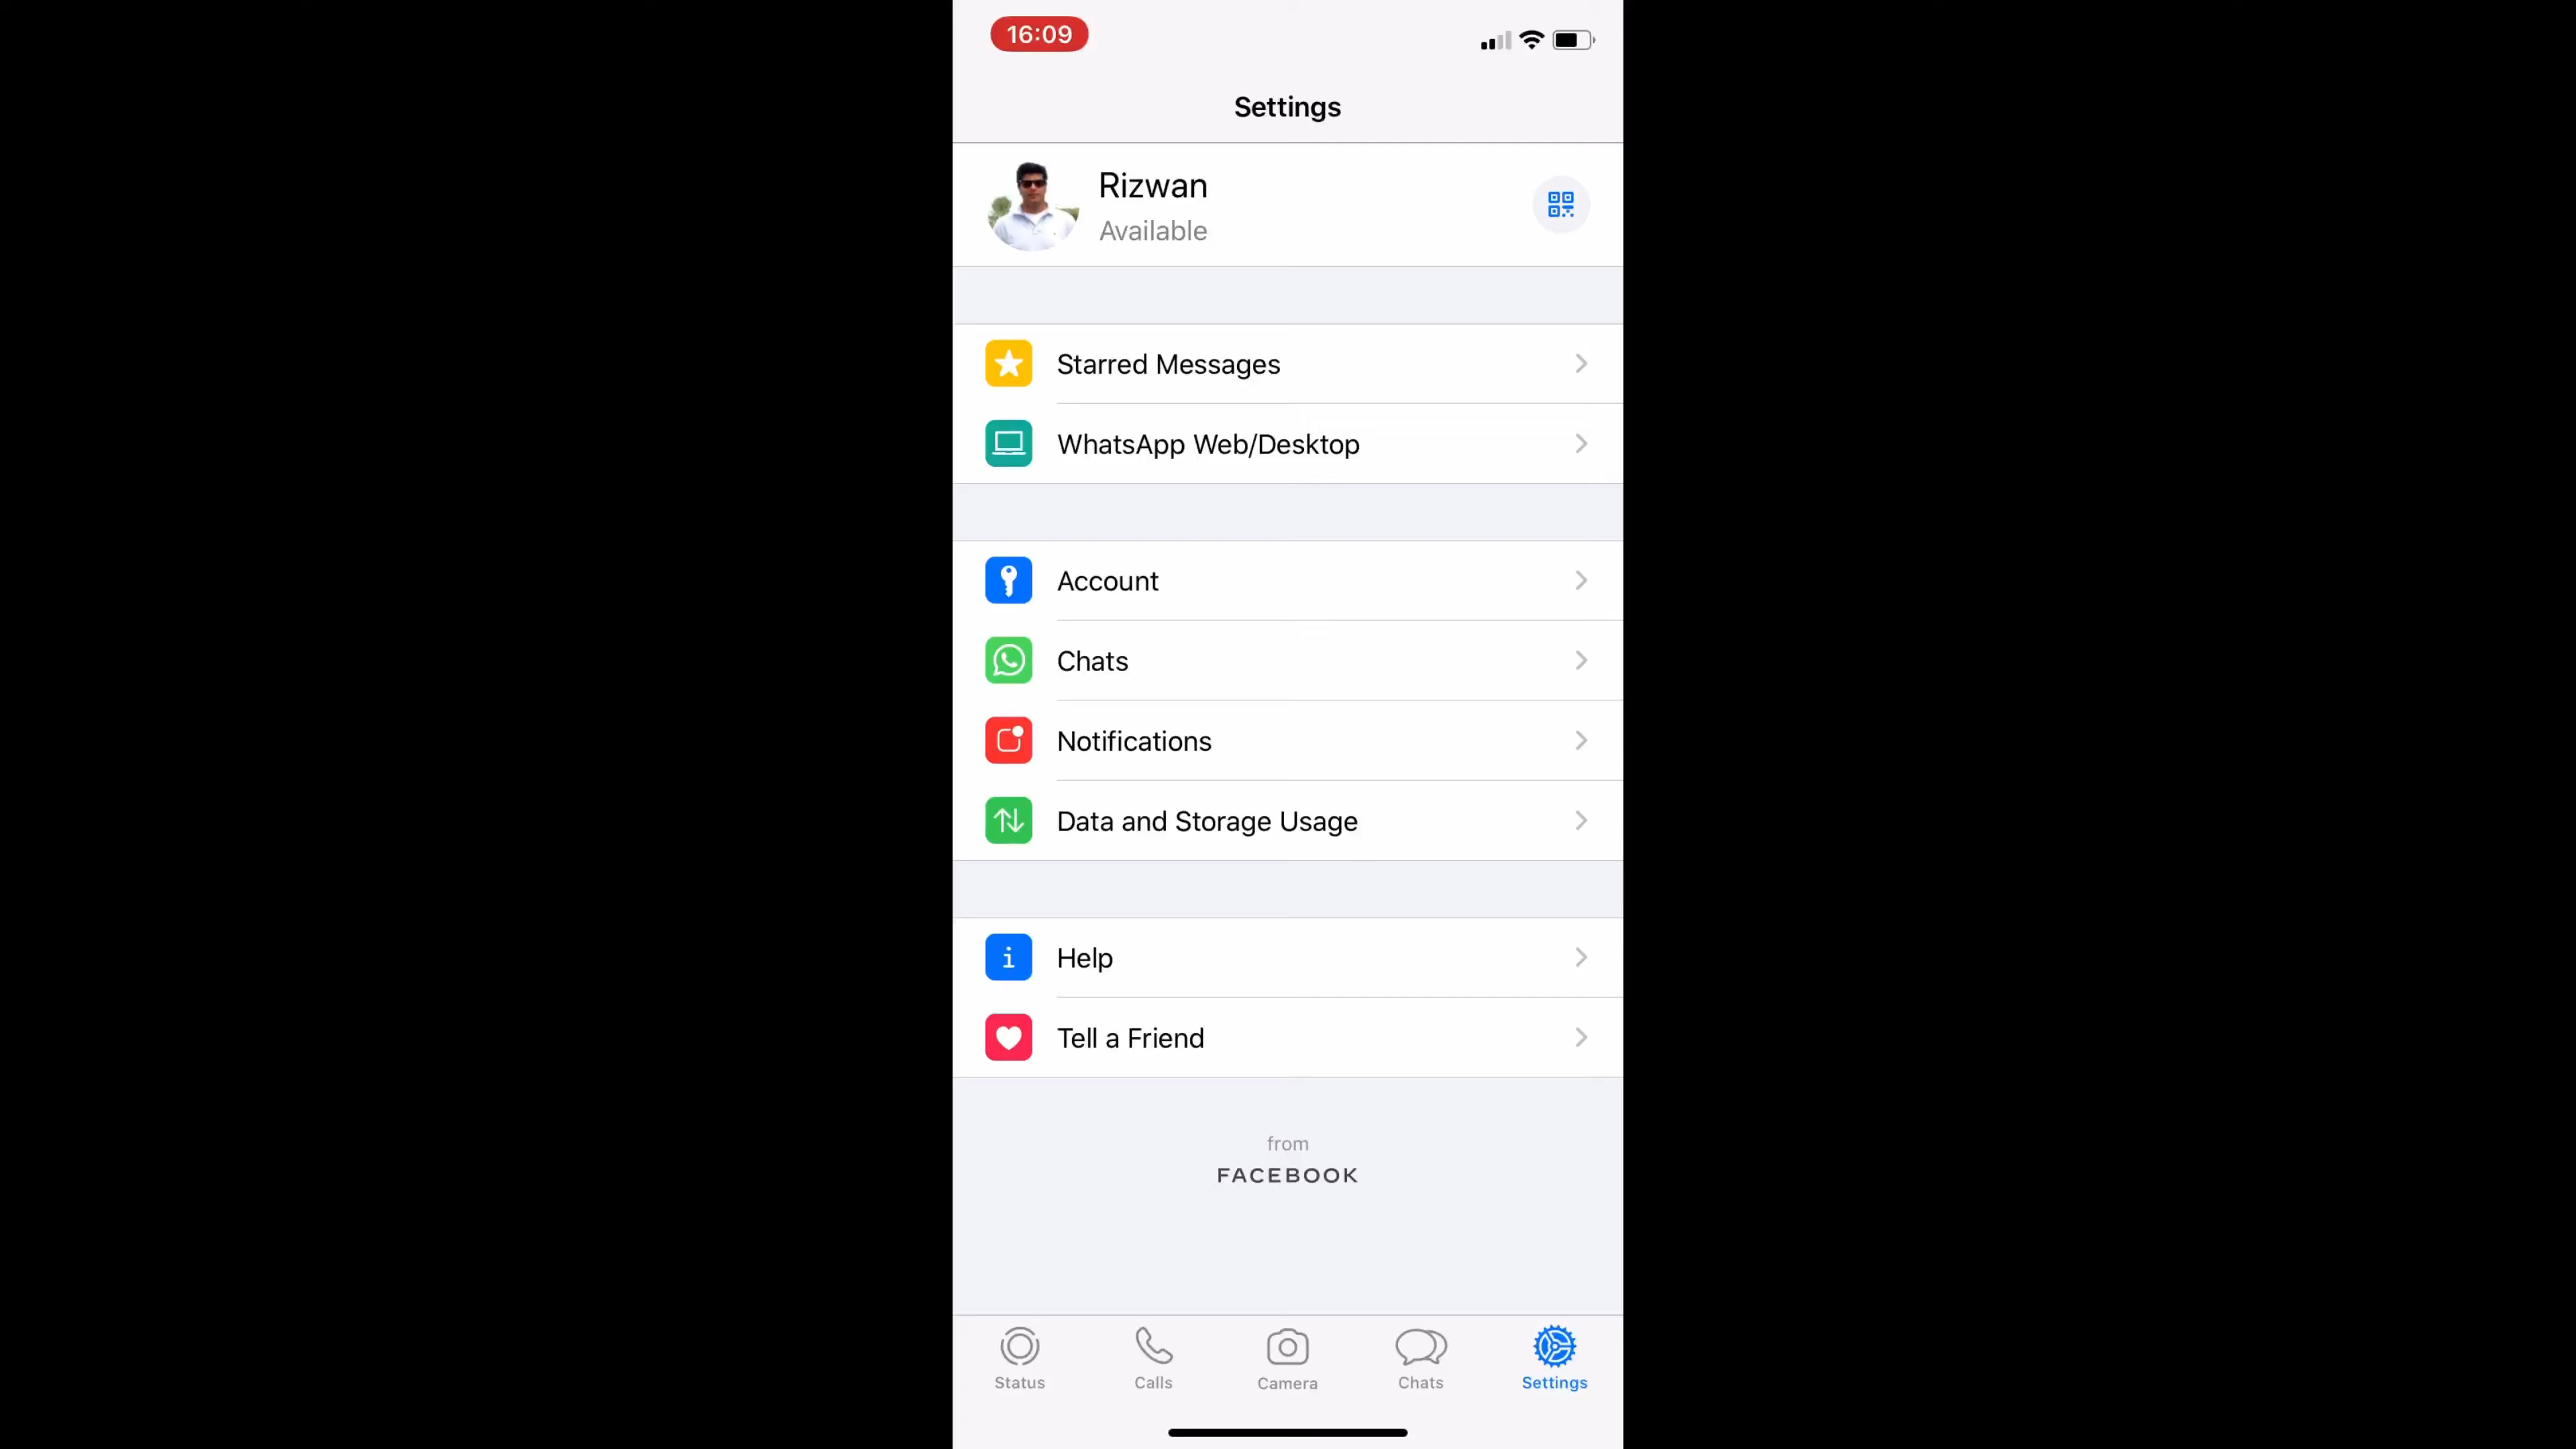 16:09
Settings
Rizwan
Available
Starred Messages
WhatsApp Web/Desktop
Account
Chats
Notifications
Data and Storage Usage
Help
Tell a Friend
from
FACEBOOK
Status
Calls
Camera
Chats
Settings